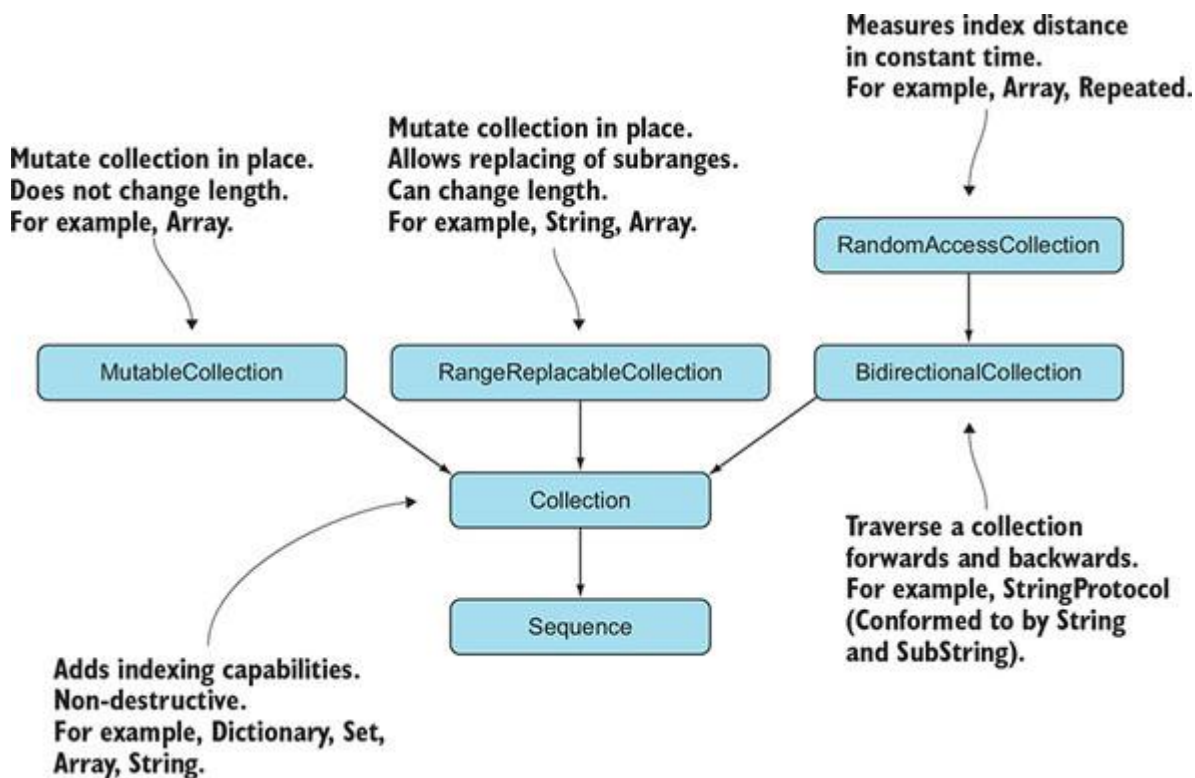 Measures index distance
in constant time.
For example, Array, Repeated.
Mutate collection in place.
Allows replacing of subranges.
Can change length.
For example, String, Array.
Mutate collection in place.
Does not change length.
For example, Array.
RandomAccessCollection
MutableCollection
RangeReplacableCollection
BidirectionalCollection
Collection
Traverse a collection
forwards and backwards.
For example, StringProtocol
(Conformed to by String
and SubString).
Sequence
Adds indexing capabilities.
Non-destructive.
For example, Dictionary, Set,
Array, String.